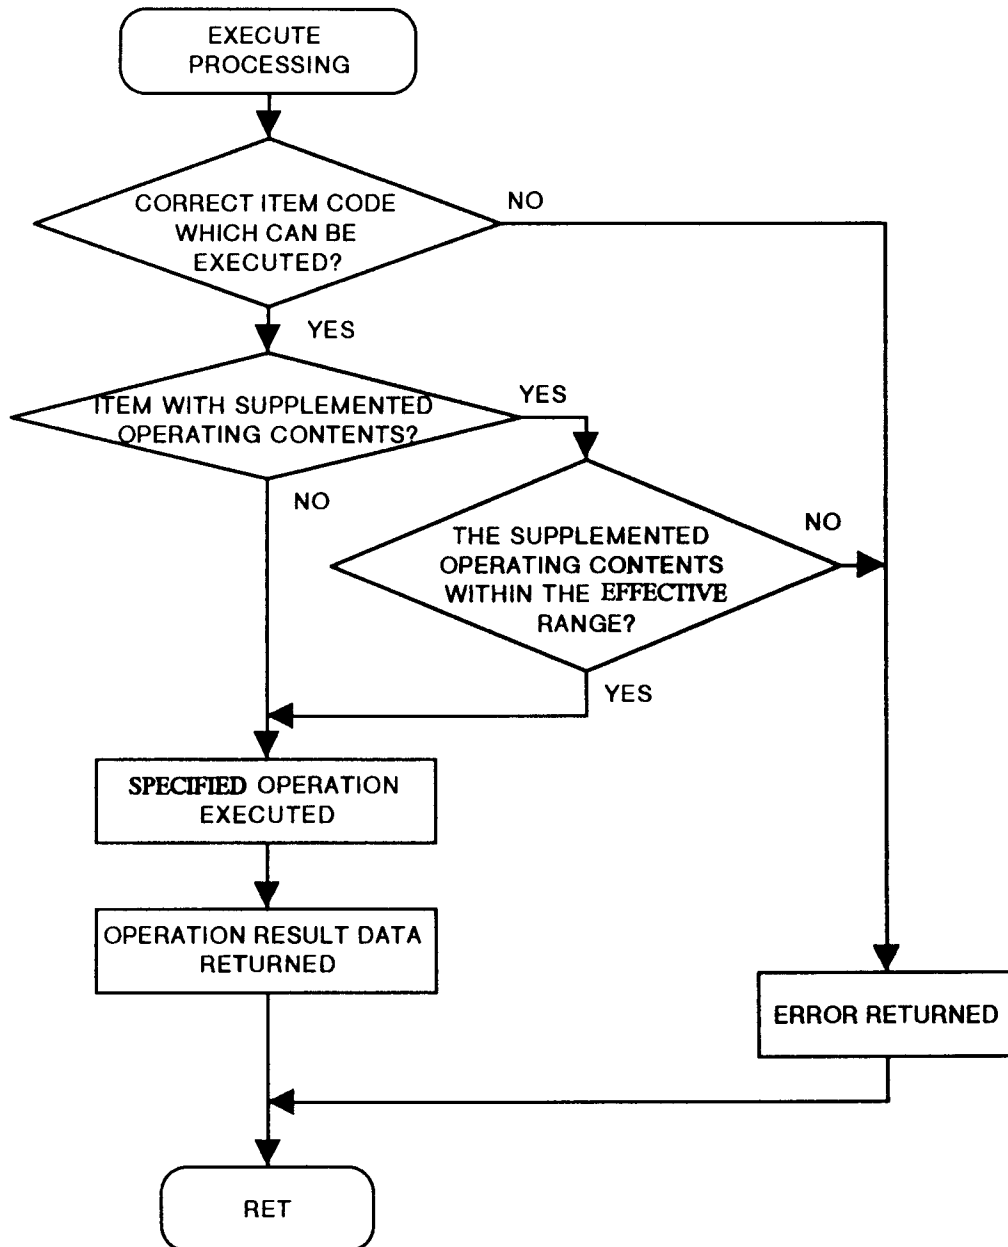 EXECUTE
PROCESSING
CORRECT ITEM CODE
WHICH CAN BE
EXECUTED?
NO
YES
ITEM WITH SUPPLEMENTED
OPERATING CONTENTS?
YES
NO
THE SUPPLEMENTED
OPERATING CONTENTS
WITHIN THE EFFECTIVE
RANGE?
NO
YES
SPECIFIED OPERATION
EXECUTED
OPERATION RESULT DATA
RETURNED
ERROR RETURNED
RET